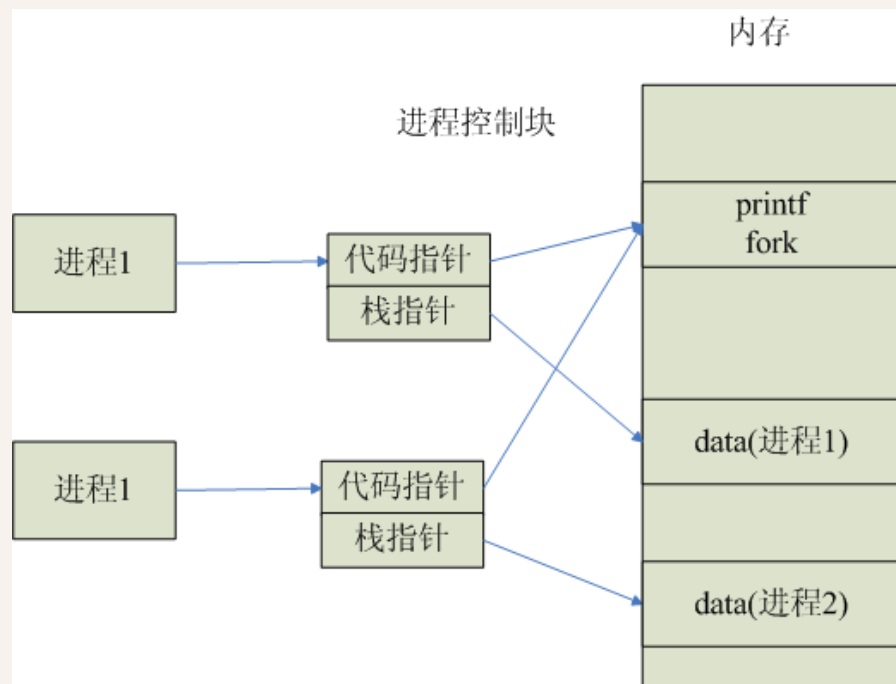 内存
进程控制块
printf
fork
进程1
代码指针
栈指针
data(进程1)
进程1
代码指针
栈指针
data(进程2)